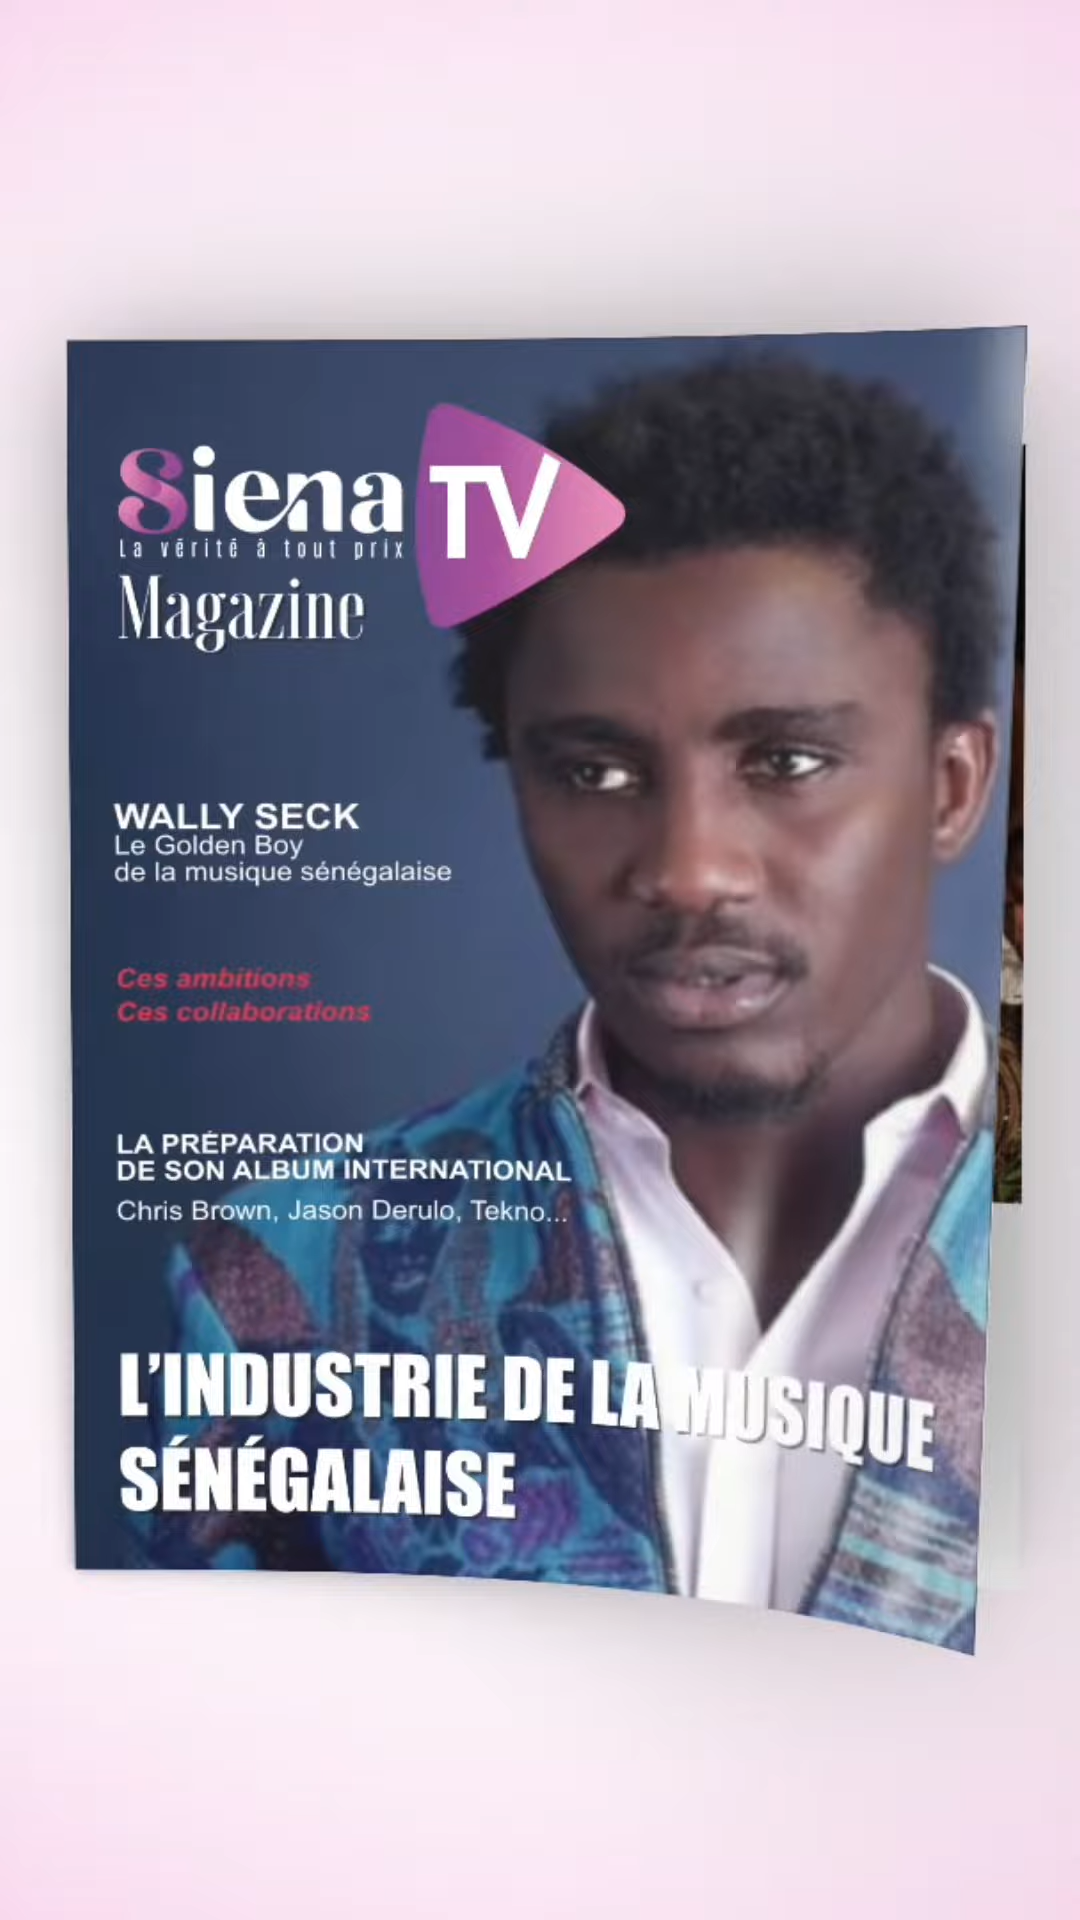 Siena TV
La vérité à tout prix
Magazine
WALLY SECK
Le Golden Boy
de la musique sénégalaise
Ces ambitions
Ces collaborations
LA PRÉPARATION
DE SON ALBUM INTERNATIONAL
Chris Brown, Jason Derulo, Tekno...
L'INDUSTRIE DE LA MUSIQUE
SÉNÉGALAISE